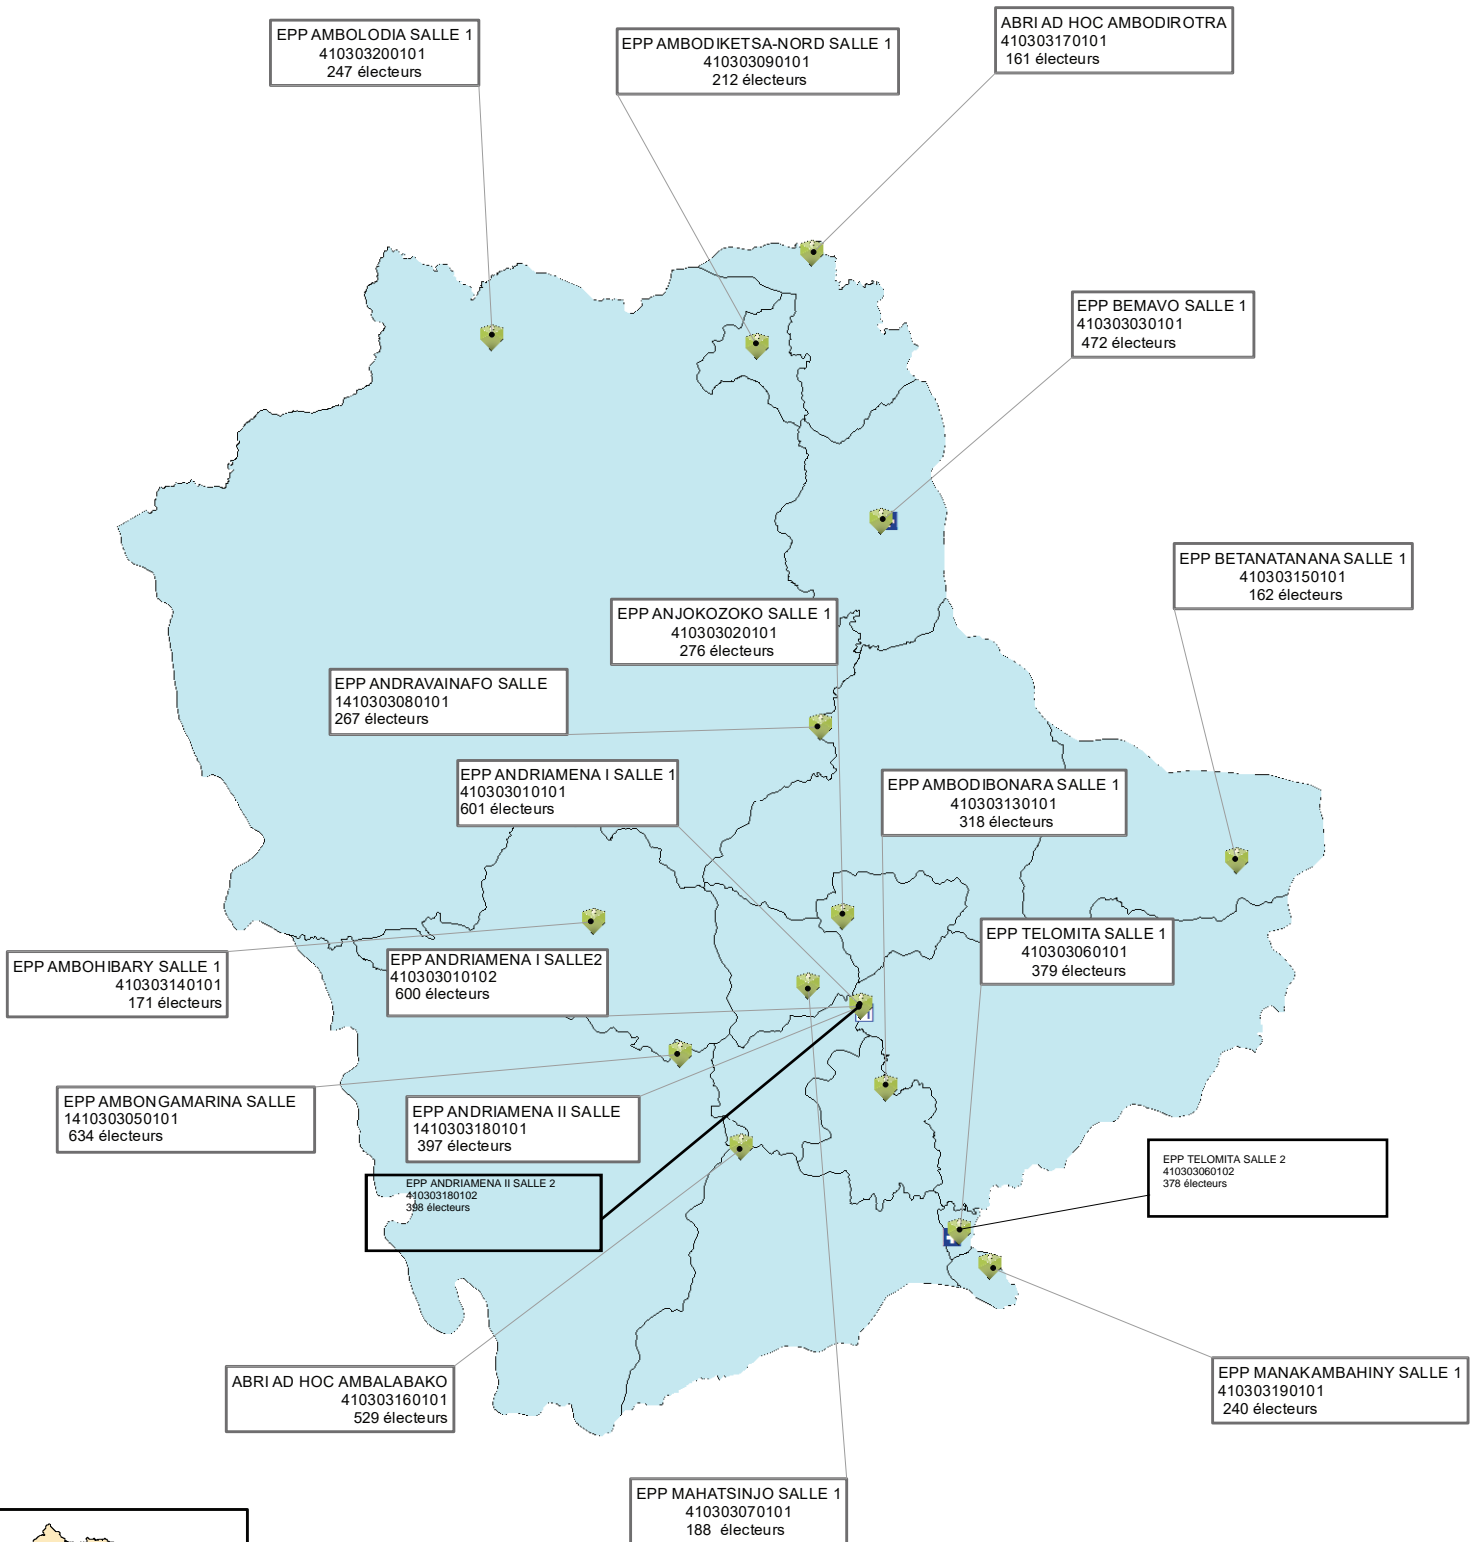 EPP AMBOLODIA SALLE 1
410303200101
247 électeurs
EPP AMBODIKETSA-NORD SALLE 1
410303090101
212 électeurs
ABRI AD HOC AMBODIROTRA
410303170101
161 électeurs
EPP BEMAVO SALLE 1
410303030101
472 électeurs
EPP BETANATANANA SALLE 1
410303150101
162 électeurs
EPP ANJOKOZOKO SALLE 1
410303020101
276 électeurs
EPP ANDRAVAINAFO SALLE
1410303080101
267 électeurs
EPP ANDRIAMENA I SALLE 1
410303010101
601 électeurs
EPP AMBODIBONARA SALLE 1
410303130101
318 électeurs
EPP TELOMITA SALLE 1
410303060101
379 électeurs
EPP AMBOHIBARY SALLE 1
410303140101
171 électeurs
EPP ANDRIAMENA I SALLE2
410303010102
600 électeurs
EPP AMBONGAMARINA SALLE
1410303050101
634 électeurs
EPP ANDRIAMENA II SALLE
1410303180101
397 électeurs
EPP ANDRIAMENA II SALLE 2
410303180102
398 électeurs
EPP TELOMITA SALLE 2
410303060102
378 électeurs
ABRI AD HOC AMBALABAKO
410303160101
529 électeurs
EPP MANAKAMBAHINY SALLE 1
410303190101
240 électeurs
EPP MAHATSINJO SALLE 1
410303070101
188 électeurs